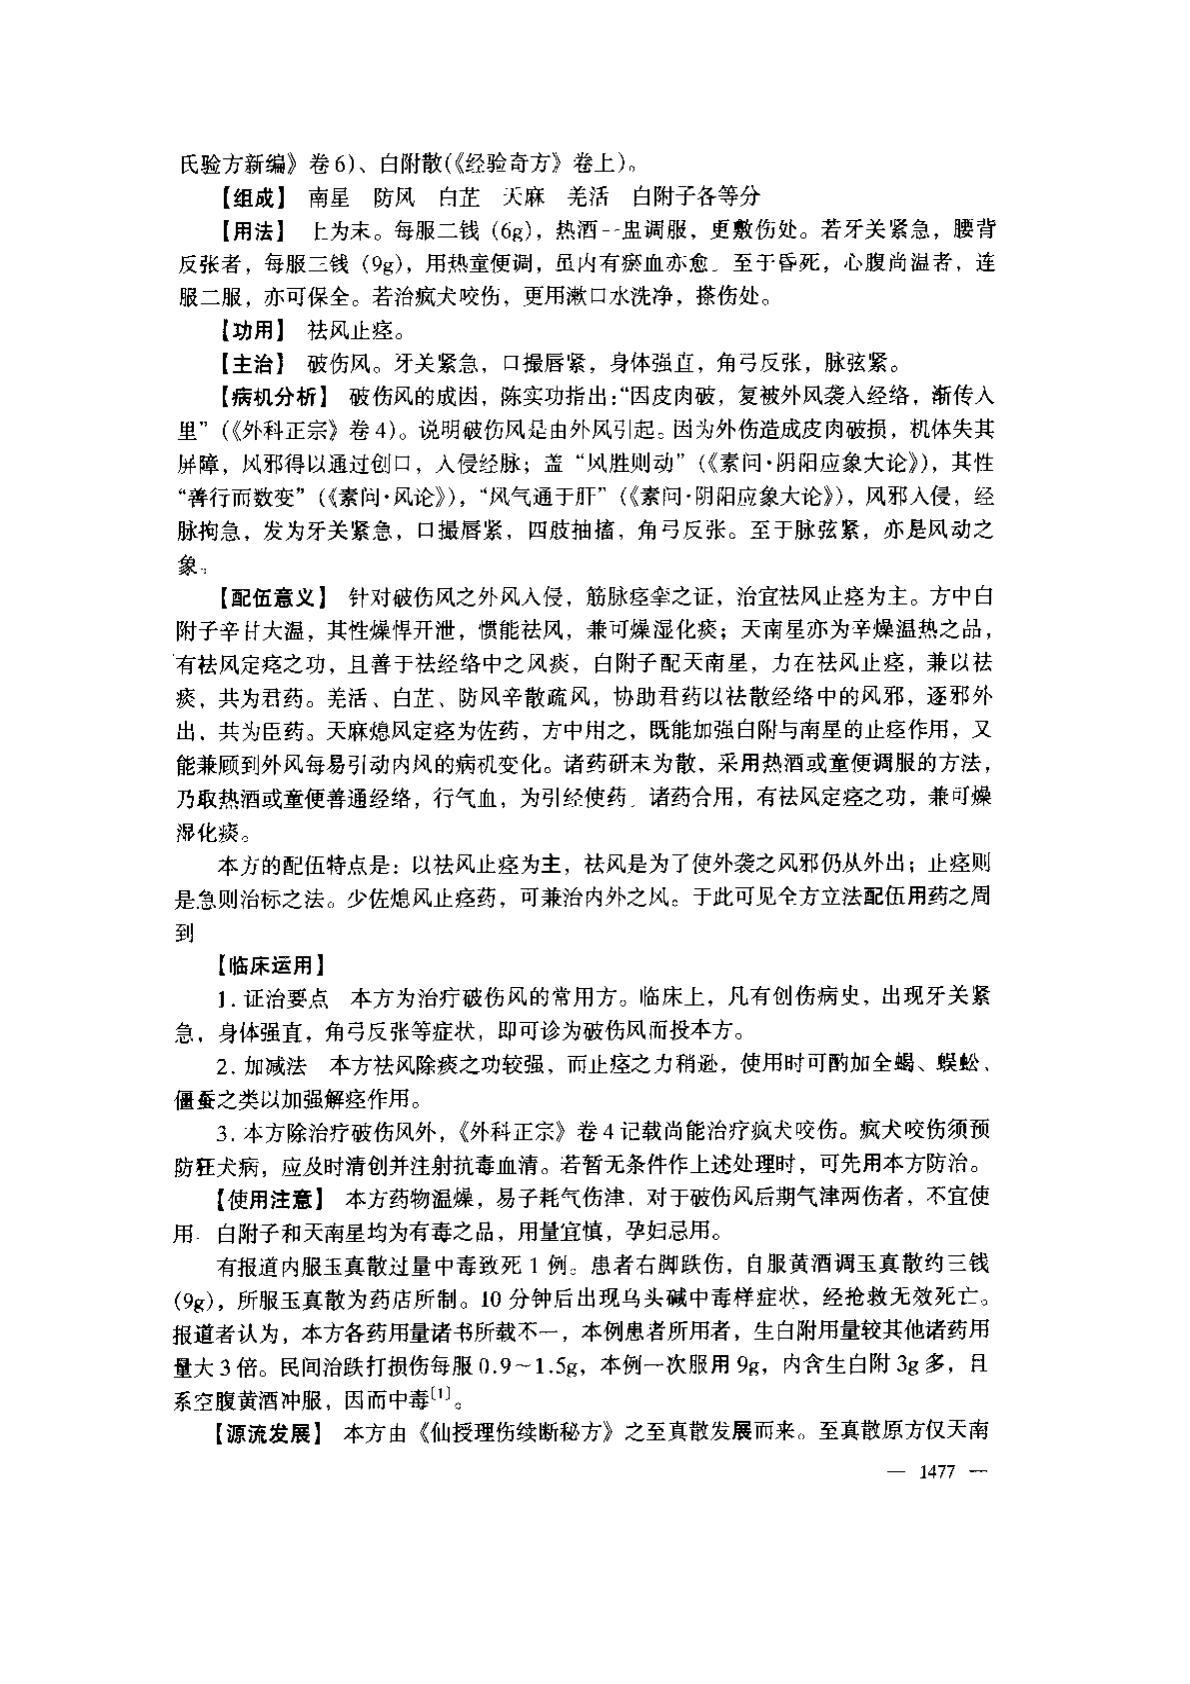 氏验方新编》卷6)、白附散(《经验奇方》卷上)。
【组成】 南星 防风 白芷 天麻 羌活 白附子各等分
【用法】 上为末。每服二钱 (6g)，热酒一盅调服，更敷伤处。若牙关紧急，腰背
反张者，每服三钱 (9g)，用热童便调，虽内有瘀血亦愈。至于昏死，心腹尚温者，连
服二服，亦可保全。若治疯犬咬伤，更用漱口水洗净，搽伤处。
【功用】 祛风止痉。
【主治】 破伤风。牙关紧急，口撮唇紧，身体强直，角弓反张，脉弦紧。
【病机分析】 破伤风的成因，陈实功指出：“因皮肉破，复被外风袭入经络，渐传入
里”(《外科正宗》卷4)。说明破伤风是由外风引起。因为外伤造成皮肉破损，机体失其
屏障，风邪得以通过创口，入侵经脉；盖“风胜则动”(《素问·阴阳应象大论》)，其性
“善行而数变”(《素问·风论》)，“风气通于肝”(《素问·阴阳应象大论》)，风邪入侵，经
脉拘急，发为牙关紧急，口撮唇紧，四肢抽搐，角弓反张。至于脉弦紧，亦是风动之
象。
【配伍意义】 针对破伤风之外风入侵，筋脉痉挛之证，治宜祛风止痉为主。方中白
附子辛甘大温，其性燥悍开泄，惯能祛风，兼可燥湿化痰；天南星亦为辛燥温热之品，
有祛风定痉之功，且善于祛经络中之风痰，白附子配天南星，力在祛风止痉，兼以祛
痰，共为君药。羌活、白芷、防风辛散疏风，协助君药以祛散经络中的风邪，逐邪外
出，共为臣药。天麻熄风定痉为佐药，方中用之，既能加强白附与南星的止痉作用，又
能兼顾到外风每易引动内风的病机变化。诸药研末为散，采用热酒或童便调服的方法，
乃取热酒或童便善通经络，行气血，为引经使药。诸药合用，有祛风定痉之功，兼可燥
湿化痰。
本方的配伍特点是：以祛风止痉为主，祛风是为了使外袭之风邪仍从外出；止痉则
是急则治标之法。少佐熄风止痉药，可兼治内外之风。于此可见全方立法配伍用药之周
到
【临床运用】
1. 证治要点 本方为治疗破伤风的常用方。临床上，凡有创伤病史，出现牙关紧
急，身体强直，角弓反张等症状，即可诊为破伤风而投本方。
2. 加减法 本方祛风除痰之功较强，而止痉之力稍逊，使用时可酌加全蝎、蜈蚣、
僵蚕之类以加强解痉作用。
3. 本方除治疗破伤风外，《外科正宗》卷4记载尚能治疗疯犬咬伤。疯犬咬伤须预
防狂犬病，应及时清创并注射抗毒血清。若暂无条件作上述处理时，可先用本方防治。
【使用注意】 本方药物温燥，易于耗气伤津，对于破伤风后期气津两伤者，不宜使
用. 白附子和天南星均为有毒之品，用量宜慎，孕妇忌用。
有报道内服玉真散过量中毒致死1例。患者右脚跌伤，自服黄酒调玉真散约三钱
(9g)，所服玉真散为药店所制。10分钟后出现乌头碱中毒样症状，经抢救无效死亡。
报道者认为，本方各药用量诸书所载不一，本例患者所用者，生白附用量较其他诸药用
量大3倍。民间治跌打损伤每服0.9～1.5g，本例一次服用9g，内含生白附3g多，且
系空腹黄酒冲服，因而中毒[1]。
【源流发展】 本方由《仙授理伤续断秘方》之至真散发展而来。至真散原方仅天南
— 1477 —